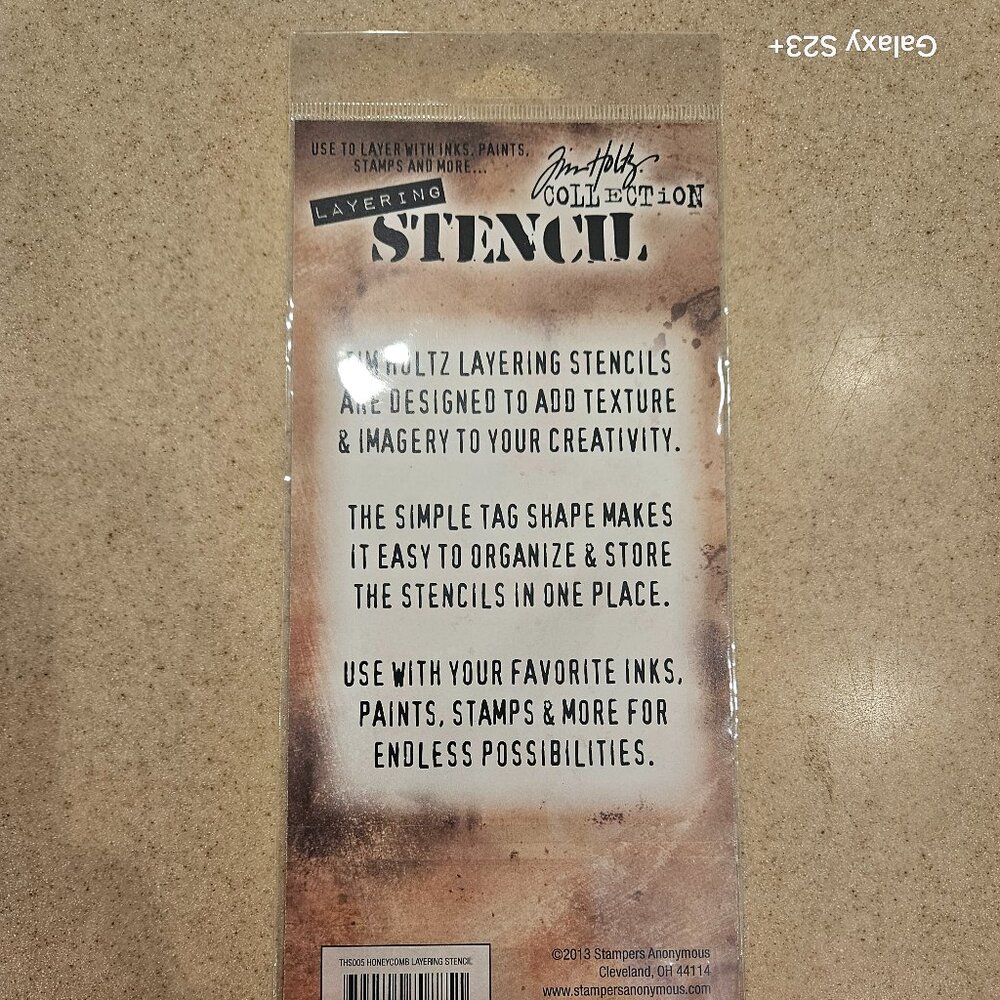 Galaxy S23+
USE TO LAYER WITH INKS, PAINTS,
STAMPS AND MORE...
Tim Holtz
COLLECTION
LAYERING
STENCIL
TIM HOLTZ LAYERING STENCILS
ARE DESIGNED TO ADD TEXTURE
& IMAGERY TO YOUR CREATIVITY.
THE SIMPLE TAG SHAPE MAKES
IT EASY TO ORGANIZE & STORE
THE STENCILS IN ONE PLACE.
USE WITH YOUR FAVORITE INKS,
PAINTS, STAMPS & MORE FOR
ENDLESS POSSIBILITIES.
THS005 HONEYCOMB LAYERING STENCIL
©2013 Stampers Anonymous
Cleveland, OH 44114
www.stampersanonymous.com